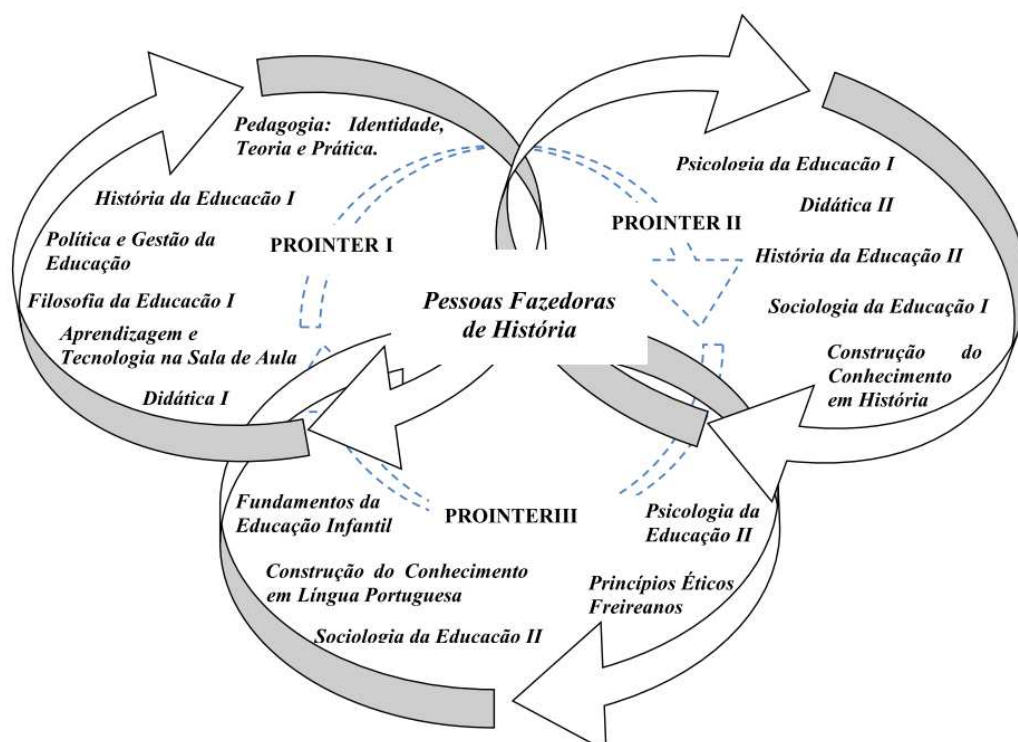 Pedagogia: Identidade,
Teoria e Prática.
História da Educacão I
PROINTER I
Política e Gestão da
Educação
Filosofia da Educacão I
Aprendizagem e
Tecnologia na Sala de Aula
Didática I
Pessoas Fazedoras
de História
Psicologia da Educacão I
Didática II
PROINTER II
História da Educação II
Sociologia da Educação I
Construção do
Conhecimento
em História
Fundamentos da
Educação Infantil
PROINTERIII
Psicologia da
Educação II
Construção do Conhecimento
em Língua Portuguesa
Princípios Éticos
Freireanos
Sociologia da Educacão II